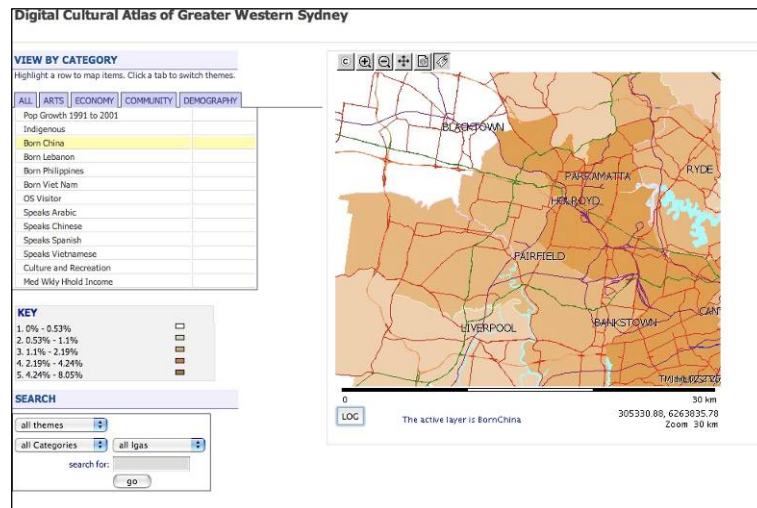 Digital Cultural Atlas of Greater Western Sydney
VIEW BY CATEGORY
Highlight a row to map items. Click a tab to switch themes.
ALL ARTS ECONOMY COMMUNITY DEMOGRAPHY
Pop Growth 1991 to 2001
Indigenous
Born China
Born Lebanon
Born Philippines
Born Viet Nam
OS Visitor
Speaks Arabic
Speaks Chinese
Speaks Spanish
Speaks Vietnamese
Culture and Recreation
Med Wkly Hhold Income
KEY
1. 0% - 0.53%
2. 0.53% - 1.1%
3. 1.1% - 2.19%
4. 2.19% - 4.24%
5. 4.24% - 8.05%
SEARCH
all themes
all Categories all lgas
search for:
go
C
BLACKTOWN
PARRAMATTA
RYDE
HOLROYD
FAIRFIELD
LIVERPOOL
BANKSTOWN
CAN
0 30 km
LOG
The active layer is BornChina
305330.88, 6263835.78
Zoom 30 km